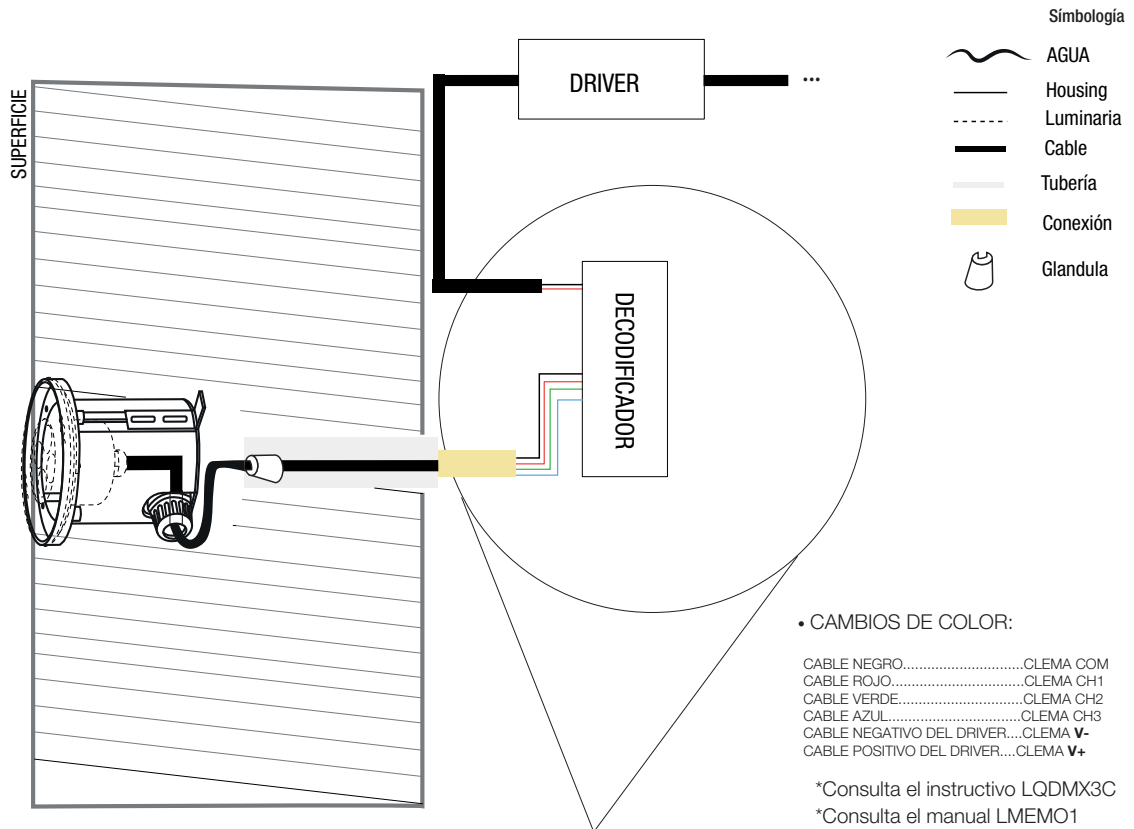 Símbología
AGUA
Housing
Luminaria
Cable
Tubería
Conexión
Glandula
DRIVER
...
SUPERFICIE
DECODIFICADOR
• CAMBIOS DE COLOR:
CABLE NEGRO..............................CLEMA COM
CABLE ROJO.................................CLEMA CH1
CABLE VERDE...............................CLEMA CH2
CABLE AZUL.................................CLEMA CH3
CABLE NEGATIVO DEL DRIVER....CLEMA V-
CABLE POSITIVO DEL DRIVER....CLEMA V+
*Consulta el instructivo LQDMX3C
*Consulta el manual LMEMO1